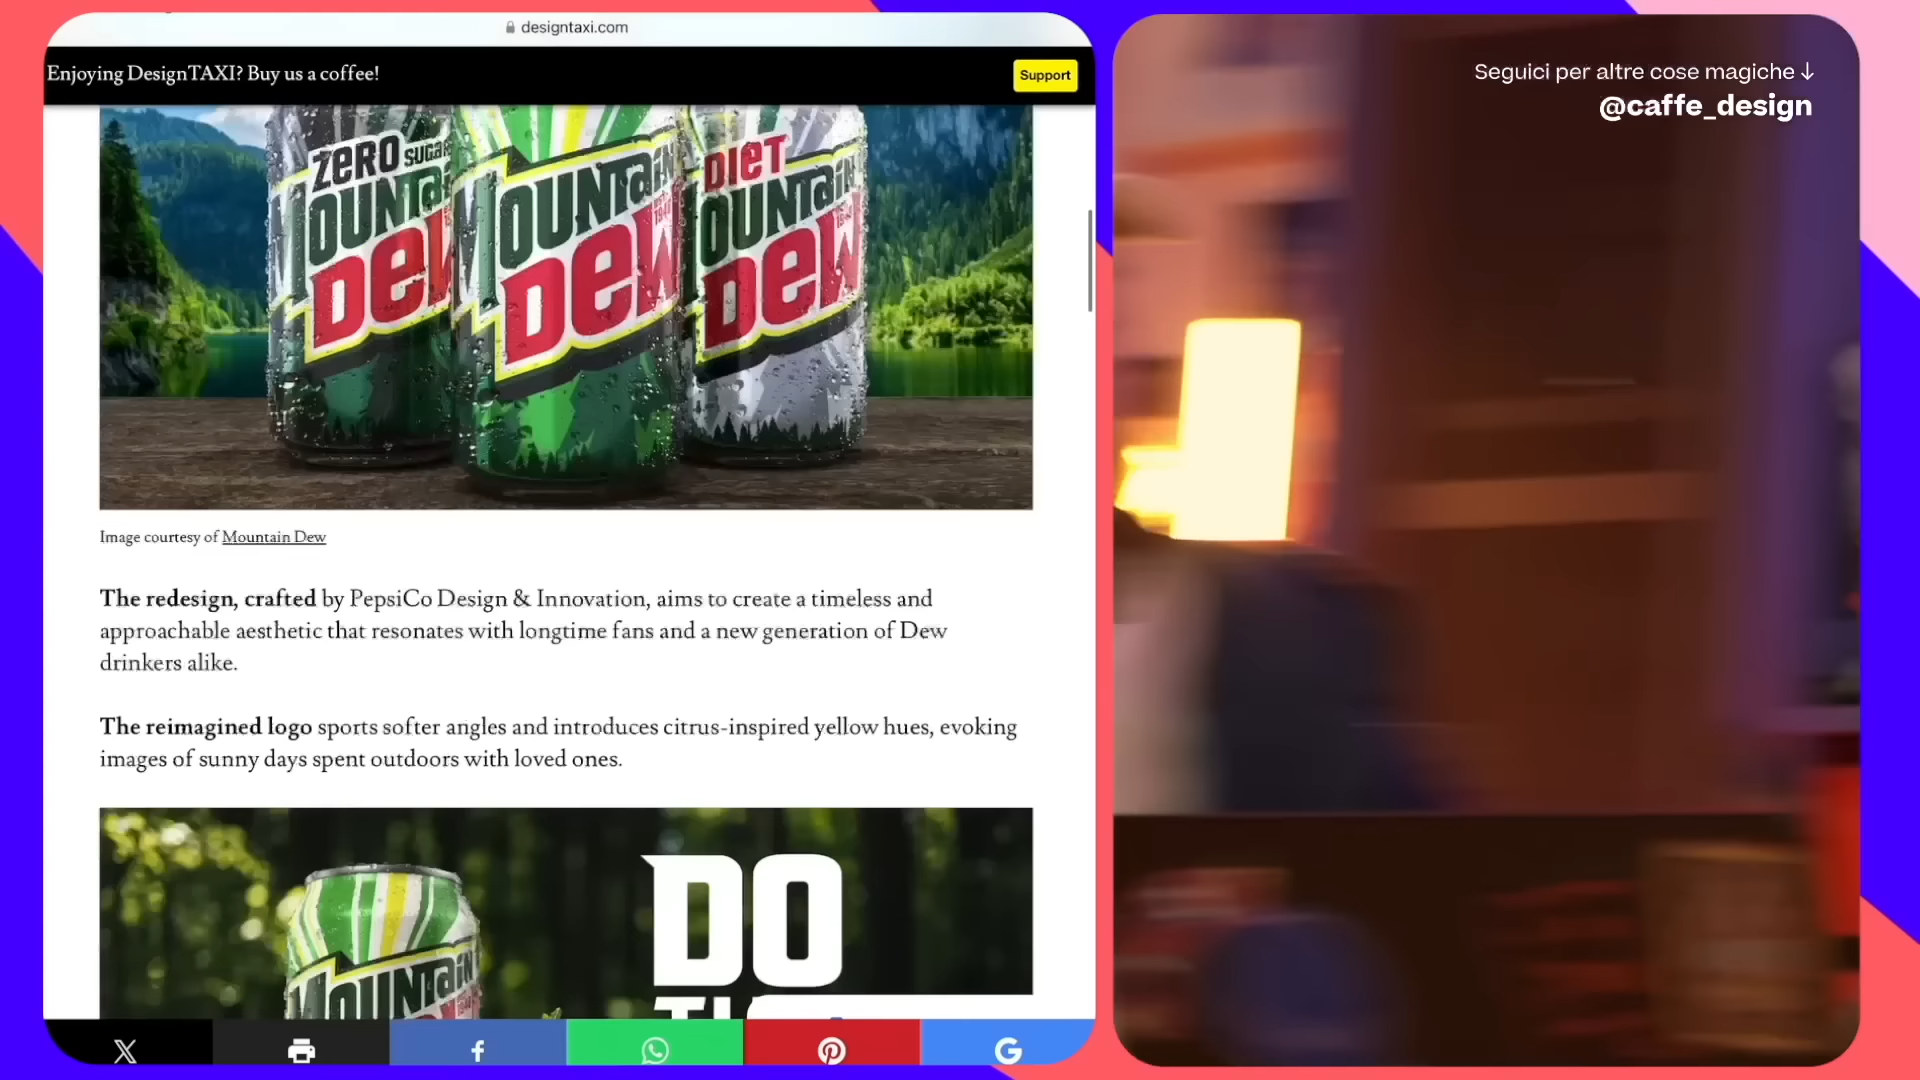 designtaxi.com
Enjoying DesignTAXI? Buy us a coffee!
Support
ZERO SUGAR
MOUNTAIN
DEW
MOUNTAIN
DEW
1940
DIET
MOUNTAIN
DEW
Image courtesy of Mountain Dew
The redesign, crafted by PepsiCo Design & Innovation, aims to create a timeless and
approachable aesthetic that resonates with longtime fans and a new generation of Dew
drinkers alike.
The reimagined logo sports softer angles and introduces citrus-inspired yellow hues, evoking
images of sunny days spent outdoors with loved ones.
DO
MOUNTAIN
Seguici per altre cose magiche ↓
@caffe_design